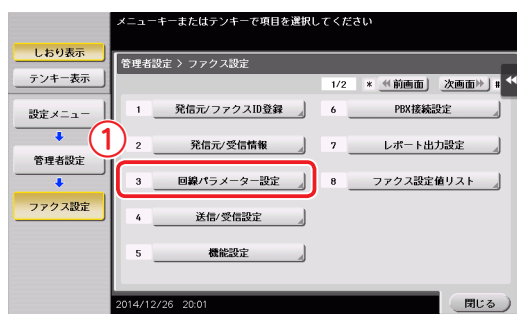 メニューキーまたはテンキーで項目を選択してください
しおり表示
テンキー表示
設定メニュー
管理者設定
ファクス設定
管理者設定 > ファクス設定
1/2 * 前画面 次画面 #
1 発信元/ファクスID登録
2 発信元/受信情報
3 回線パラメーター設定
4 送信/受信設定
5 機能設定
6 PBX接続設定
7 レポート出力設定
8 ファクス設定値リスト
①
2014/12/26 20:01
閉じる